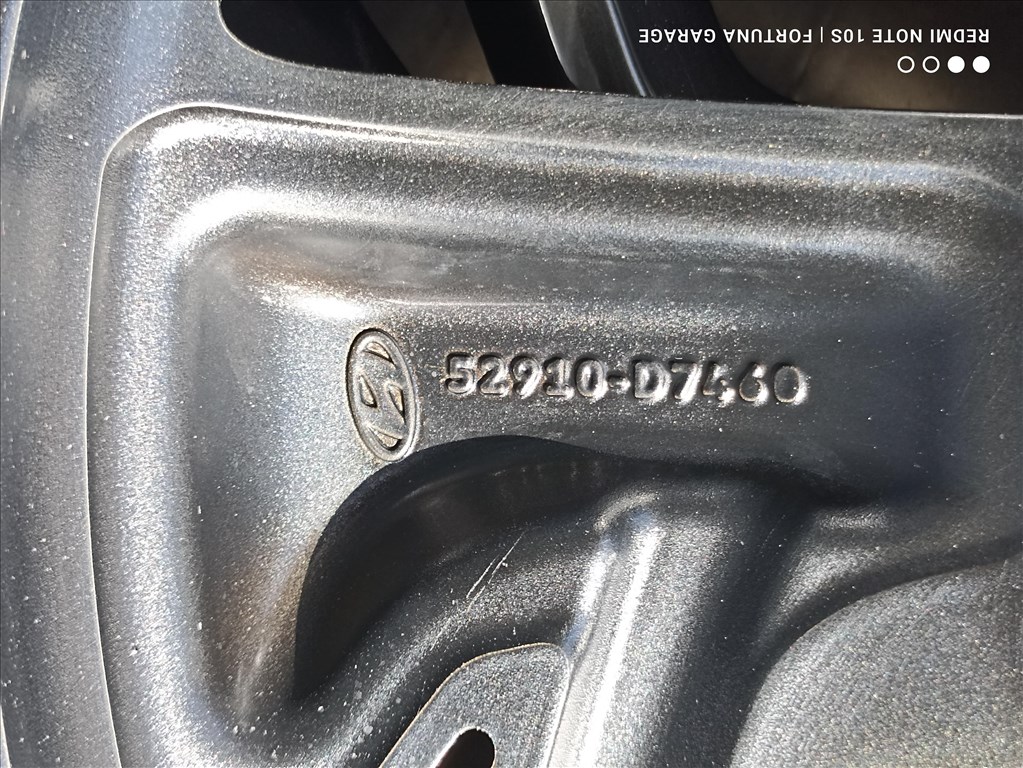 REDMI NOTE 10S | FORTUNA GARAGE
52910-D7460